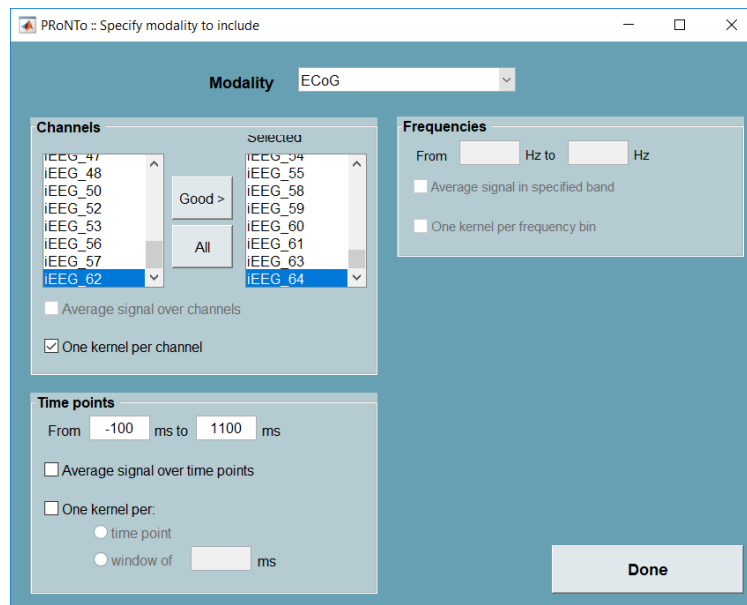 PRoNTo :: Specify modality to include
Modality ECoG
Channels
Selected
iEEG_47
iEEG_48
iEEG_50
iEEG_52
iEEG_53
iEEG_56
iEEG_57
iEEG_62
Good >
All
iEEG_54
iEEG_55
iEEG_58
iEEG_59
iEEG_60
iEEG_61
iEEG_63
iEEG_64
Average signal over channels
One kernel per channel
Frequencies
From Hz to Hz
Average signal in specified band
One kernel per frequency bin
Time points
From -100 ms to 1100 ms
Average signal over time points
One kernel per:
time point
window of ms
Done